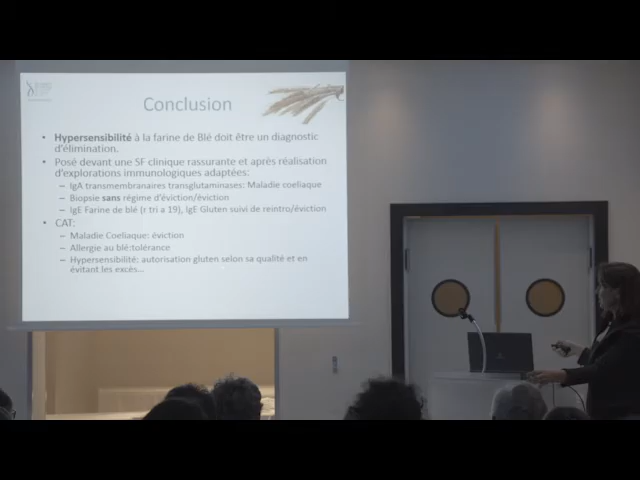 Conclusion
• Hypersensibilité à la farine de Blé doit être un diagnostic
d'élimination.
• Posé devant une SF clinique rassurante et après réalisation
d'explorations immunologiques adaptées:
– IgA transmembranaires transglutaminases: Maladie coeliaque
– Biopsie sans régime d'éviction/éviction
– IgE Farine de blé (r tri a 19), IgE Gluten suivi de reintro/éviction
• CAT:
– Maladie Coeliaque: éviction
– Allergie au blé:tolérance
– Hypersensibilité: autorisation gluten selon sa qualité et en
évitant les excès...